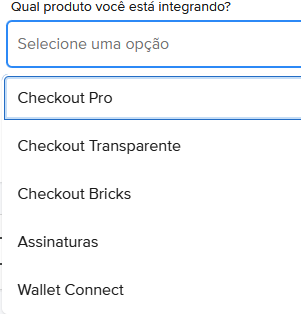 Qual produto você está integrando?
Selecione uma opção
Checkout Pro
Checkout Transparente
Checkout Bricks
Assinaturas
Wallet Connect